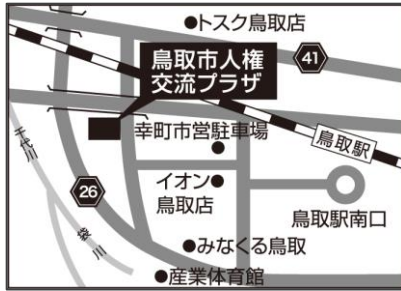 トスク鳥取店
鳥取市人権
交流プラザ
41
鳥取駅
幸町市営駐車場
千代川
イオン
鳥取店
26
鳥取駅南口
袋川
みなくる鳥取
産業体育館